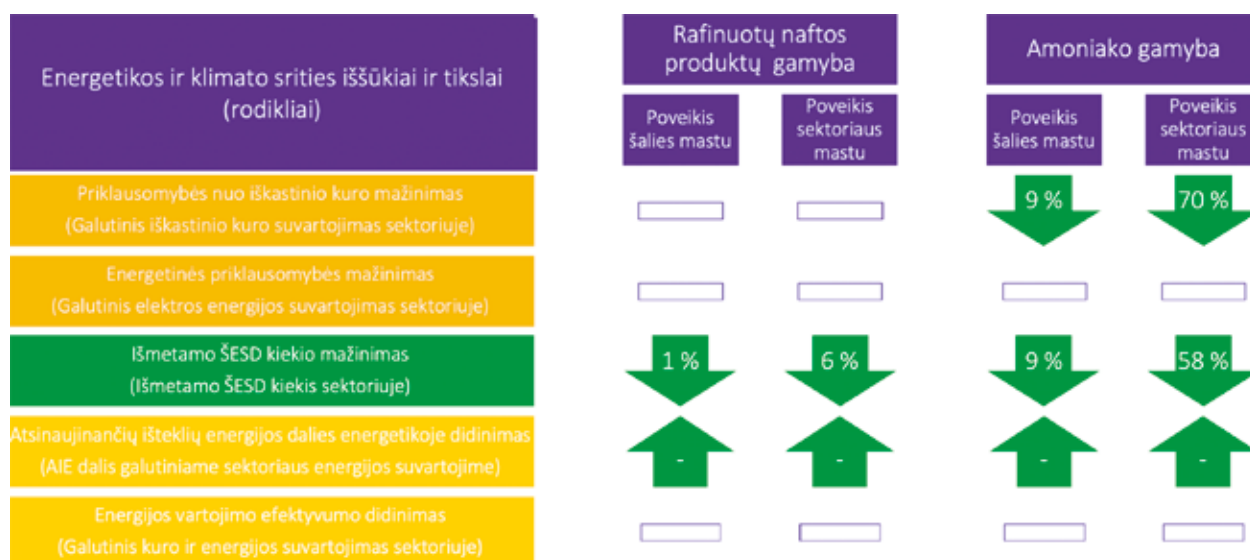 Energetikos ir klimato srities iššūkiai ir tikslai
(rodikliai)
Rafinuotų naftos
produktų gamyba
Amoniako gamyba
Poveikis
šalies mastu
Poveikis
sektoriaus
mastu
Poveikis
šalies mastu
Poveikis
sektoriaus
mastu
Priklausomybės nuo iškastinio kuro mažinimas
(Galutinis iškastinio kuro suvartojimas sektoriuje)
9 %
70 %
Energetinės priklausomybės mažinimas
(Galutinis elektros energijos suvartojimas sektoriuje)
Išmetamo ŠESD kiekio mažinimas
(Išmetamo ŠESD kiekis sektoriuje)
1 %
6 %
9 %
58 %
Atsinaujinančių išteklių energijos dalies energetikoje didinimas
(AIE dalis galutiniame sektoriaus energijos suvartojime)
-
-
-
-
Energijos vartojimo efektyvumo didinimas
(Galutinis kuro ir energijos suvartojimas sektoriuje)